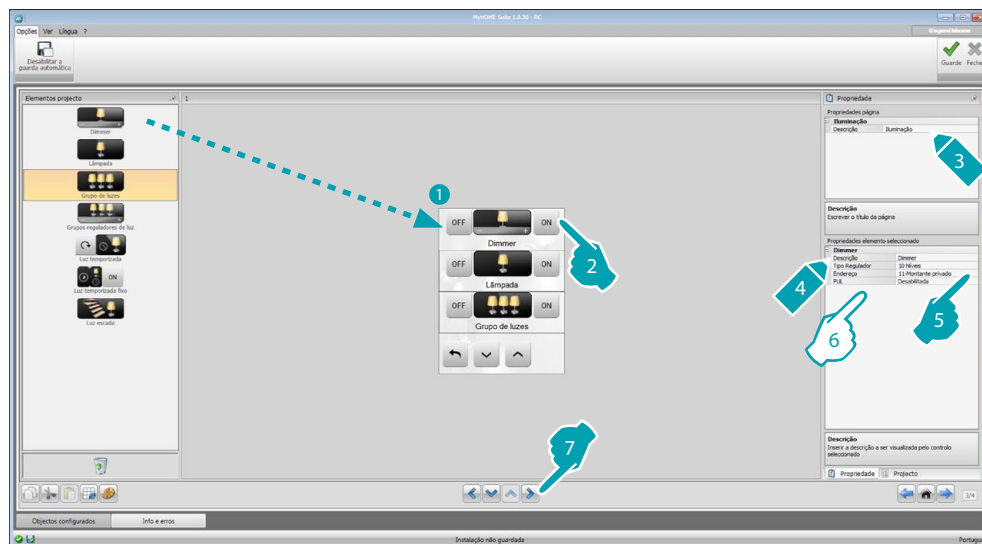 MyHOME Suite 1.0.30 - RC
Opções Ver Língua ?
Desabilitar a
guarda automática
Guarde Feche
Elementos projecto
Dimmer
Lâmpada
Grupo de luzes
Grupos reguladores de luz
Luz temporizada
ON
Luz temporizada fixa
Luz escada
1
1
OFF ON
Dimmer
2
OFF ON
Lâmpada
OFF ON
Grupo de luzes
7
Propriedade
Propriedades página
Iluminação
Descrição Iluminação
3
Descrição
Escrever o título da página
Propriedades elemento seleccionado
Dimmer
Descrição Dimmer
Tipo Regulador 10 Níveis
Endereço 11-Montante privado
PUL Desabilitada
4
5
6
Descrição
Inserir a descrição a ser visualizada pelo controlo
seleccionado
Propriedade Projecto
3/4
Objectos configurados Info e erros
Instalação não guardada
Portugu